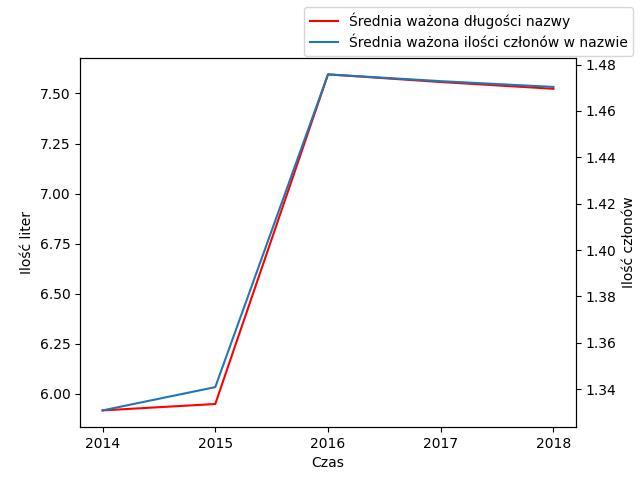 Średnia ważona długości nazwy
Średnia ważona ilości członów w nazwie
7.50
7.25
7.00
6.75
6.50
6.25
6.00
Ilość liter
1.48
1.46
1.44
1.42
1.40
1.38
1.36
1.34
Ilość członów
2014 2015 2016 2017 2018
Czas